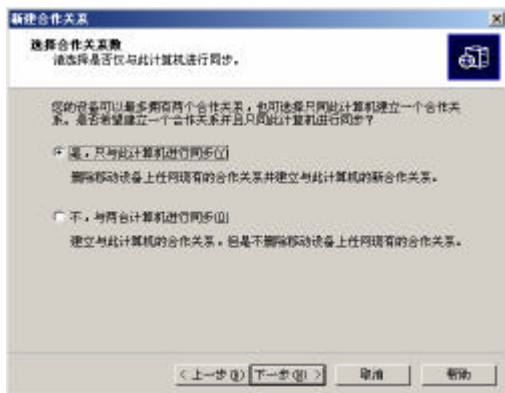 新建合作关系
选择合作关系数
请选择是否仅与此计算机进行同步。
您的设备可以最多拥有两个合作关系，也可选择只同此计算机建立一个合作关
系。是否希望建立一个合作关系并且只同此计算机进行同步？
是，只与此计算机进行同步(Y)
删除移动设备上任何现有的合作关系并建立与此计算机的新合作关系。
不，与两台计算机进行同步(O)
建立与此计算机的合作关系，但是不删除移动设备上任何现有的合作关系。
< 上一步(B) 下一步(N) > 取消 帮助